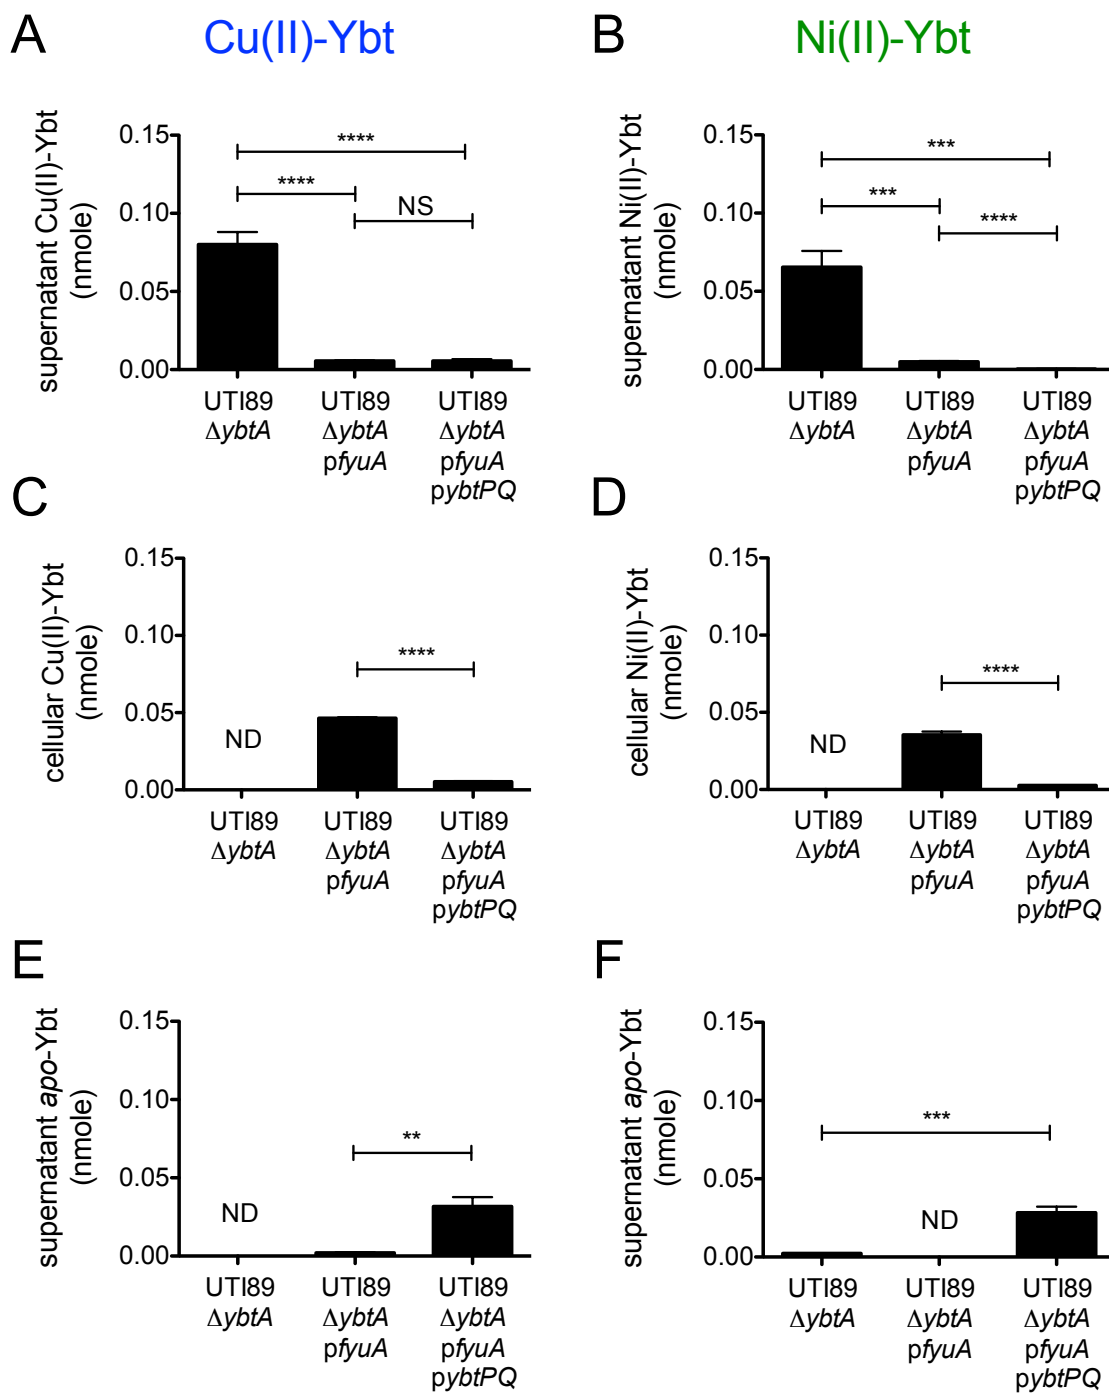 A
Cu(II)-Ybt
supernatant Cu(II)-Ybt
(nmole)
0.15
0.10
0.05
0.00
****
****
NS
UTI89
ΔybtA
UTI89
ΔybtA
pfyuA
UTI89
ΔybtA
pfyuA
pybtPQ
B
Ni(II)-Ybt
supernatant Ni(II)-Ybt
(nmole)
0.15
0.10
0.05
0.00
***
***
****
UTI89
ΔybtA
UTI89
ΔybtA
pfyuA
UTI89
ΔybtA
pfyuA
pybtPQ
C
cellular Cu(II)-Ybt
(nmole)
0.15
0.10
0.05
0.00
ND
****
UTI89
ΔybtA
UTI89
ΔybtA
pfyuA
UTI89
ΔybtA
pfyuA
pybtPQ
D
cellular Ni(II)-Ybt
(nmole)
0.15
0.10
0.05
0.00
ND
****
UTI89
ΔybtA
UTI89
ΔybtA
pfyuA
UTI89
ΔybtA
pfyuA
pybtPQ
E
supernatant apo-Ybt
(nmole)
0.15
0.10
0.05
0.00
ND
**
UTI89
ΔybtA
UTI89
ΔybtA
pfyuA
UTI89
ΔybtA
pfyuA
pybtPQ
F
supernatant apo-Ybt
(nmole)
0.15
0.10
0.05
0.00
***
ND
UTI89
ΔybtA
UTI89
ΔybtA
pfyuA
UTI89
ΔybtA
pfyuA
pybtPQ